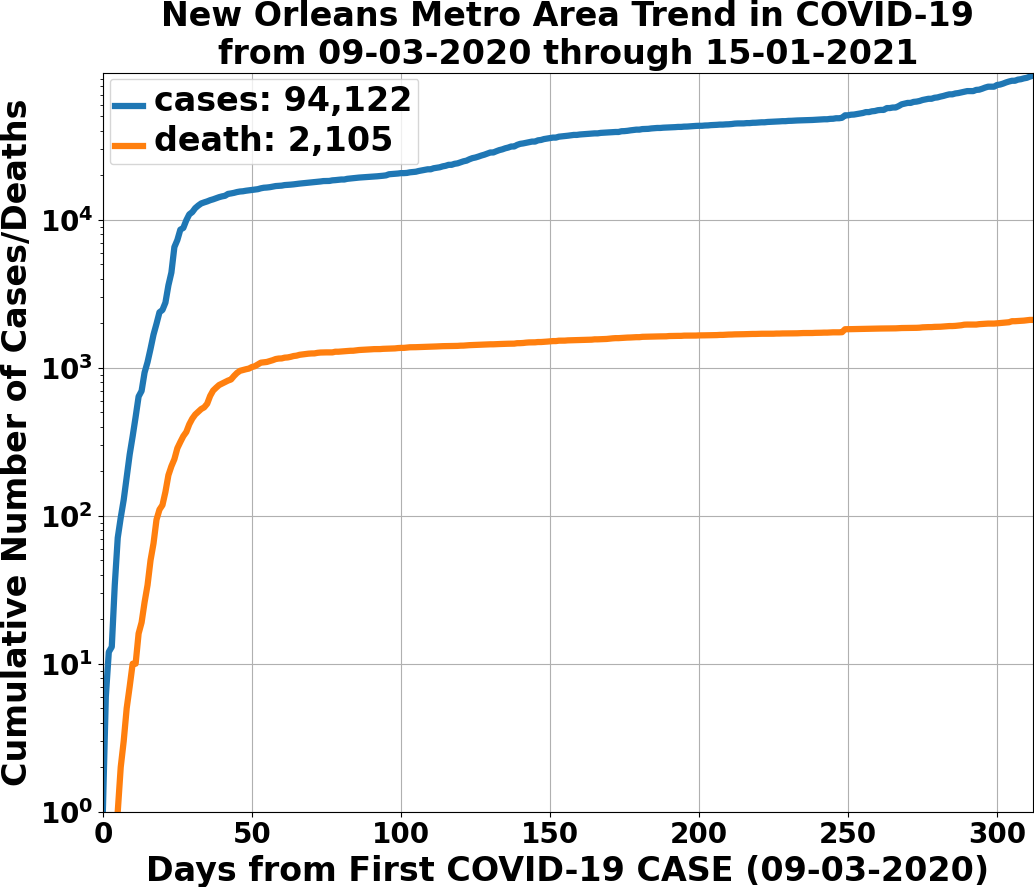 New Orleans Metro Area Trend in COVID-19
from 09-03-2020 through 15-01-2021
cases: 94,122
death: 2,105
Cumulative Number of Cases/Deaths
10⁴
10³
10²
10¹
10⁰
0 50 100 150 200 250 300
Days from First COVID-19 CASE (09-03-2020)